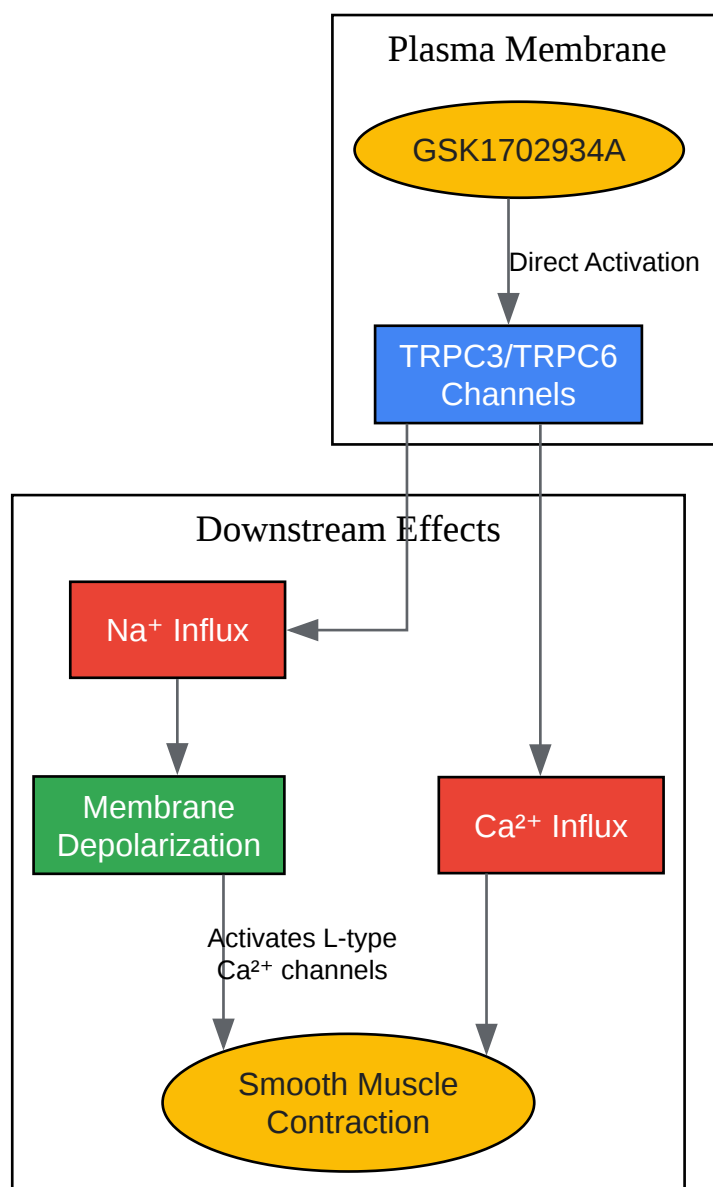 Plasma Membrane
GSK1702934A
Direct Activation
TRPC3/TRPC6
Channels
Downstream Effects
Na⁺ Influx
Membrane
Depolarization
Ca²⁺ Influx
Activates L-type
Ca²⁺ channels
Smooth Muscle
Contraction